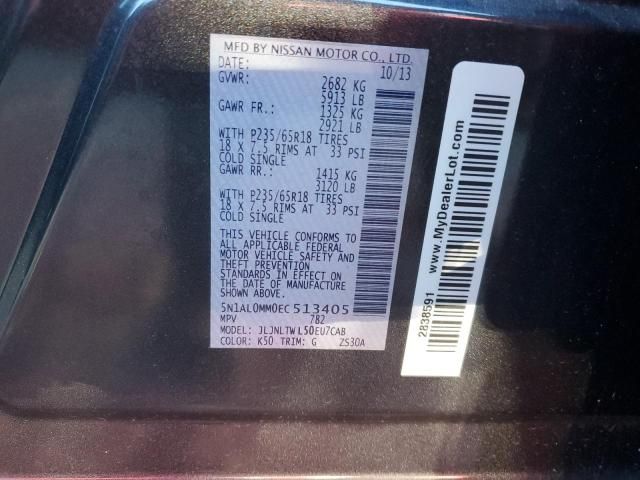 MFD BY NISSAN MOTOR CO., LTD.
DATE: 10/13
GVWR: 2682 KG
5913 LB
GAWR FR.: 1325 KG
2921 LB
WITH P235/65R18 TIRES
18 X 7.5 RIMS AT 33 PSI
COLD SINGLE
GAWR RR.: 1415 KG
3120 LB
WITH P235/65R18 TIRES
18 X 7.5 RIMS AT 33 PSI
COLD SINGLE
THIS VEHICLE CONFORMS TO
ALL APPLICABLE FEDERAL
MOTOR VEHICLE SAFETY AND
THEFT PREVENTION
STANDARDS IN EFFECT ON
THE DATE OF MANUFACTURE
SHOWN ABOVE.
5N1AL0MM0EC513405
MPV 782
MODEL: JLJNLTWL50EU7CAB
COLOR: K50 TRIM: G ZS30A
www.MyDealerLot.com
2838591